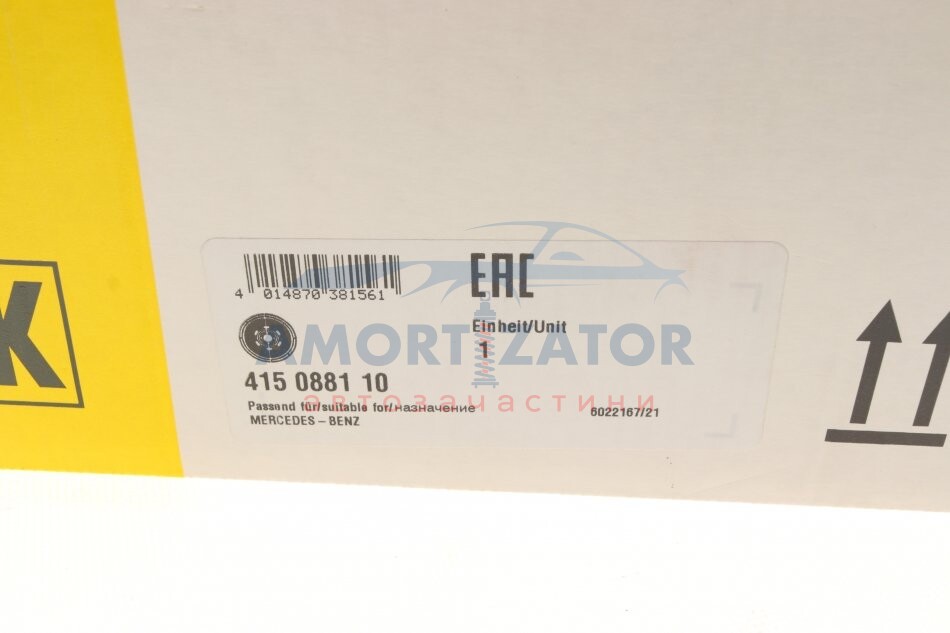 K
EAC
4 014870 381561
Einheit/Unit
1
AMORTIZATOR
415 0881 10
автозачастини
Passend für/suitable for/назначение
6022167/21
MERCEDES – BENZ